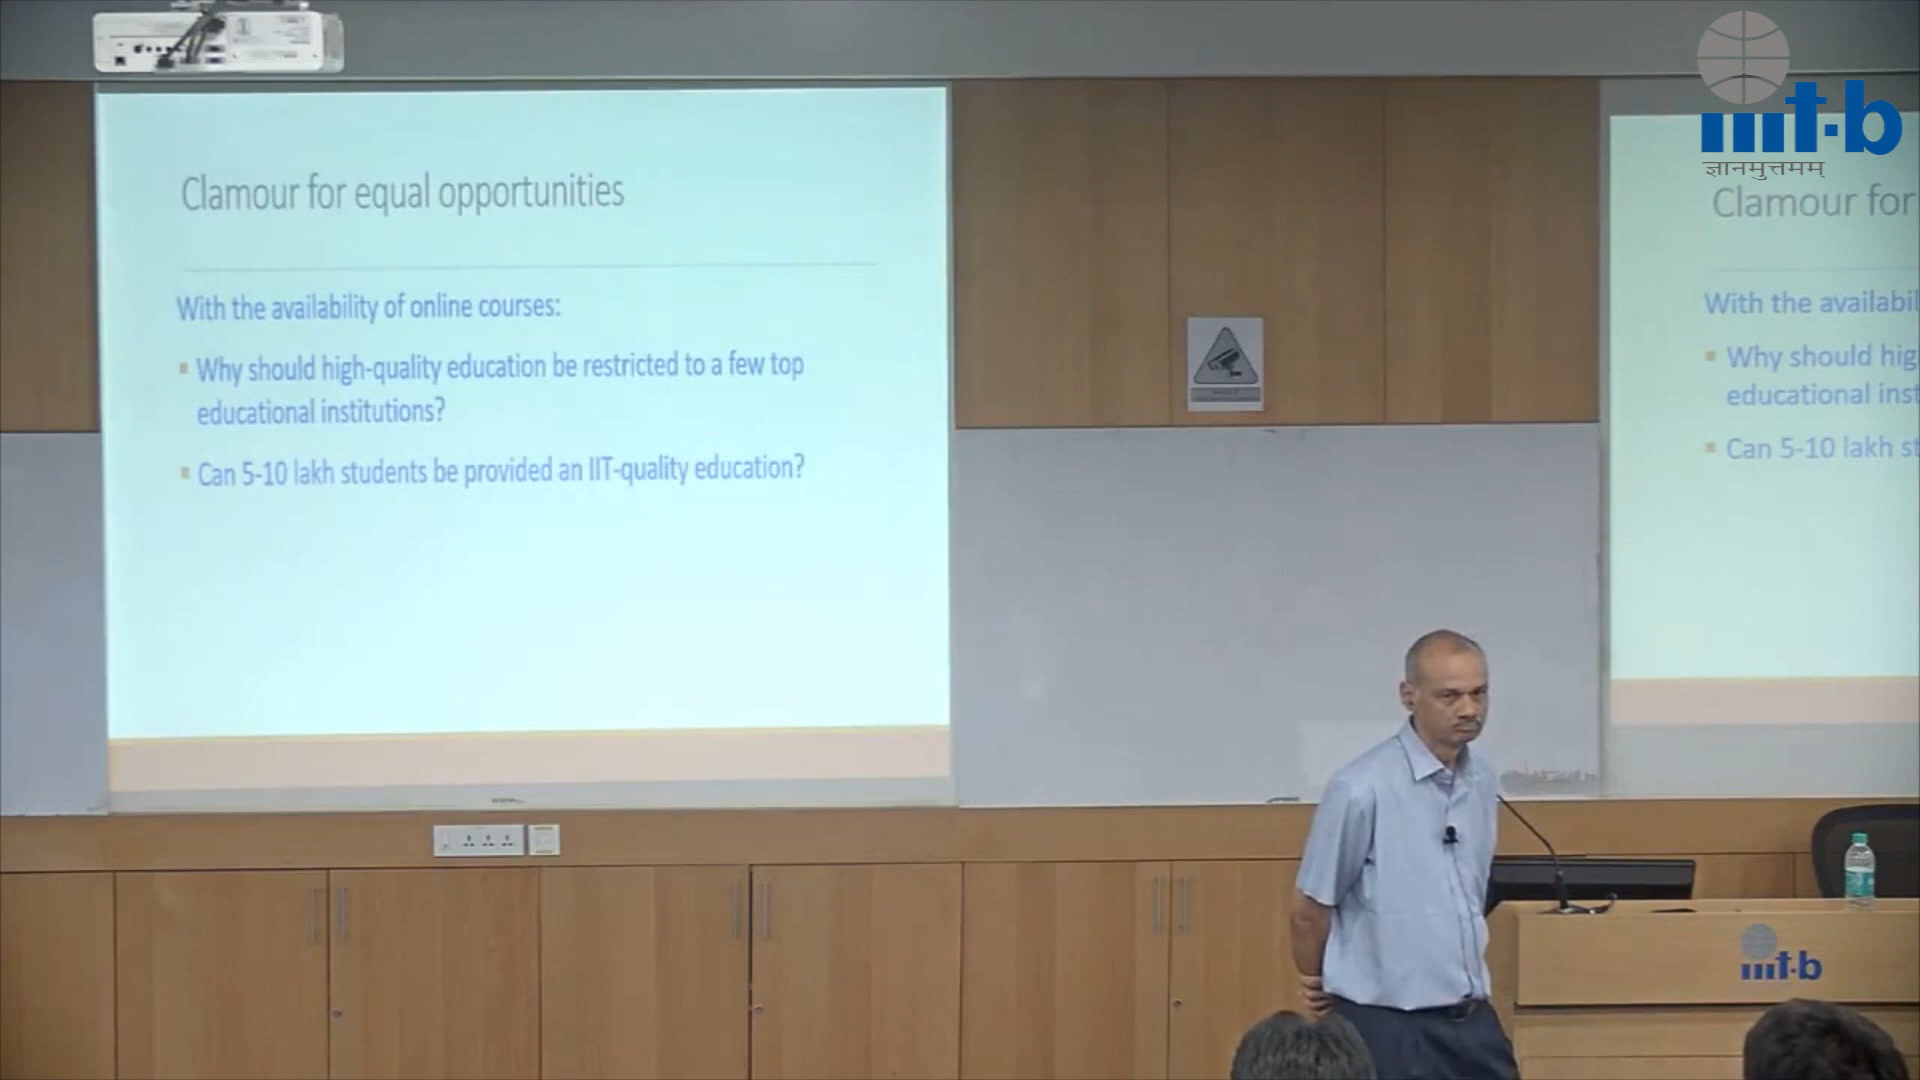 Clamour for equal opportunities
With the availability of online courses:
Why should high-quality education be restricted to a few top
educational institutions?
Can 5-10 lakh students be provided an IIT-quality education?
iiit-b
ज्ञानमुत्तमम्
Clamour for
With the availabil
Why should hig
educational inst
Can 5-10 lakh st
iiit-b